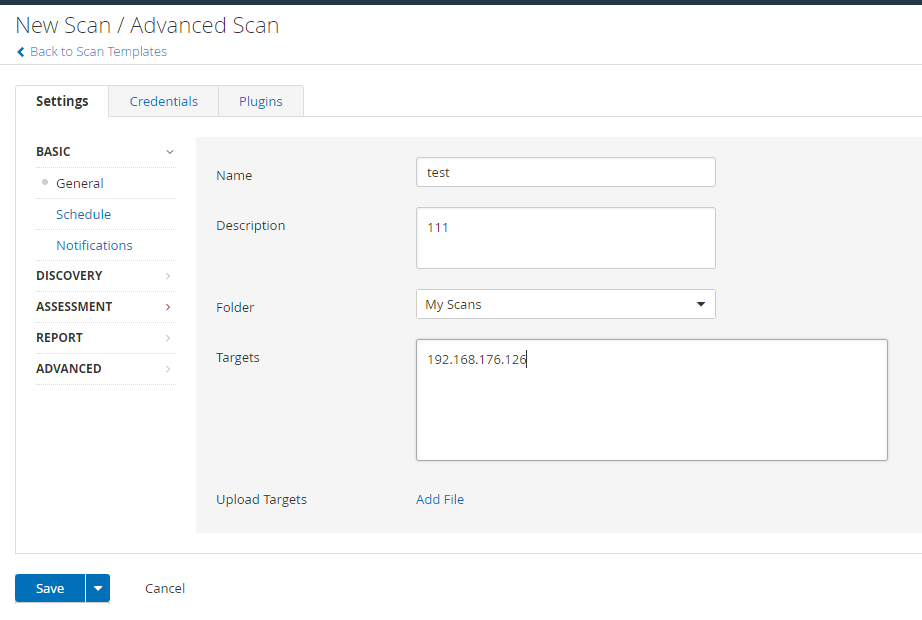 New Scan / Advanced Scan
Back to Scan Templates
Settings
Credentials
Plugins
BASIC
General
Schedule
Notifications
DISCOVERY
ASSESSMENT
REPORT
ADVANCED
Name
test
Description
111
Folder
My Scans
Targets
192.168.176.126
Upload Targets
Add File
Save
Cancel